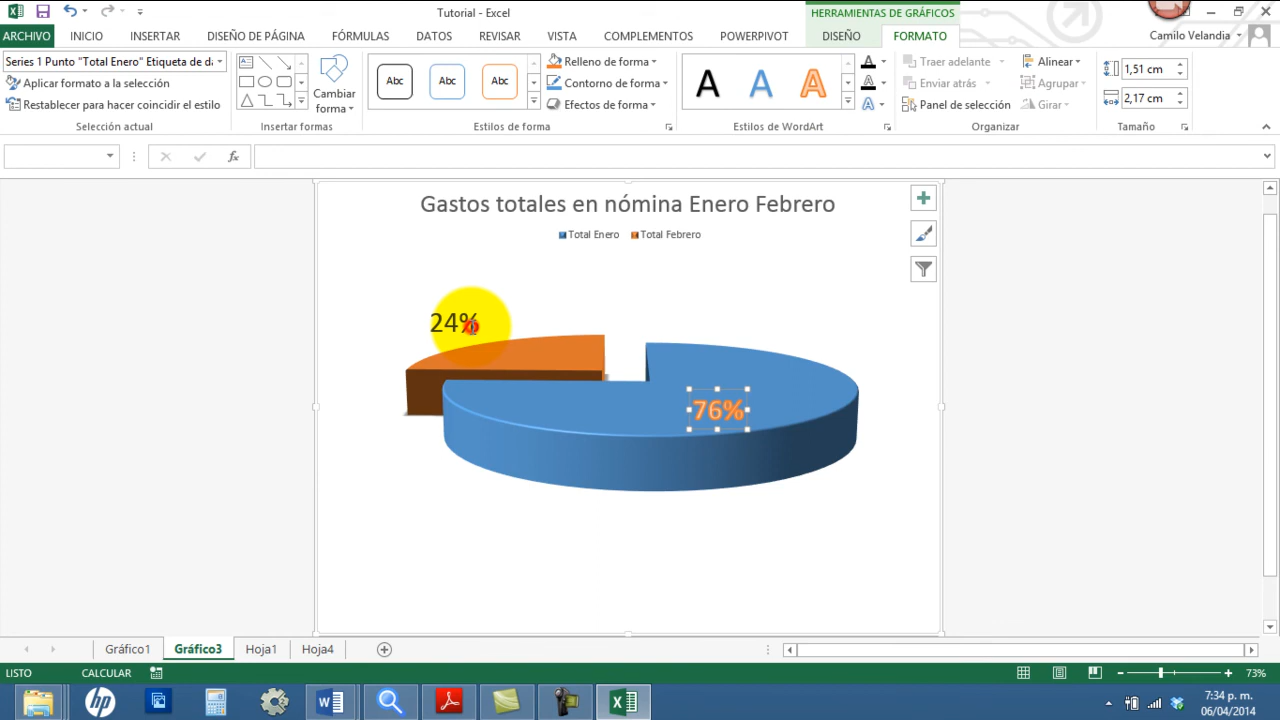 Tutorial - Excel
HERRAMIENTAS DE GRÁFICOS
ARCHIVO INICIO INSERTAR DISEÑO DE PÁGINA FÓRMULAS DATOS REVISAR VISTA COMPLEMENTOS POWERPIVOT DISEÑO FORMATO Camilo Velandia
Series 1 Punto "Total Enero" Etiqueta de da
Aplicar formato a la selección
Restablecer para hacer coincidir el estilo
Selección actual
Cambiar
forma
Insertar formas
Abc Abc Abc
Relleno de forma
Contorno de forma
Efectos de forma
Estilos de forma
A A A
A
A
A
Estilos de WordArt
Traer adelante
Enviar atrás
Panel de selección
Alinear
Agrupar
Girar
Organizar
1,51 cm
2,17 cm
Tamaño
fx
Gastos totales en nómina Enero Febrero
Total Enero Total Febrero
24%
76%
Gráfico1 Gráfico3 Hoja1 Hoja4
LISTO CALCULAR 73%
7:34 p. m.
06/04/2014